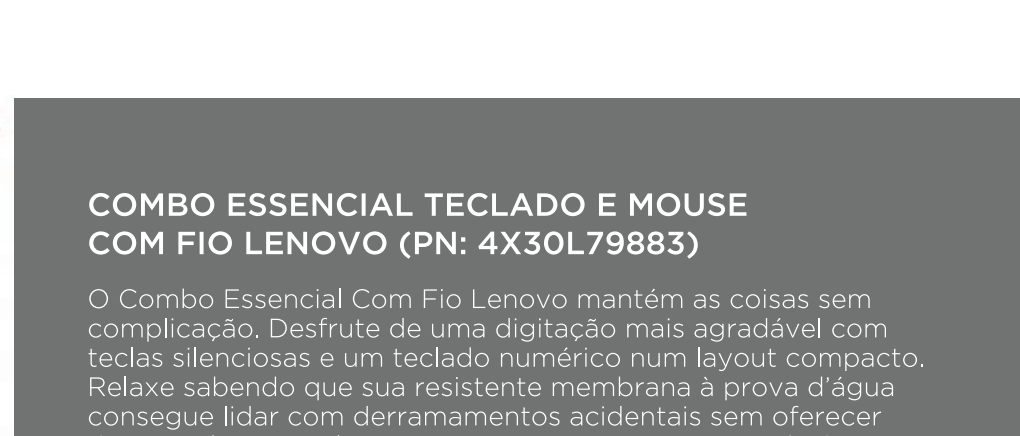 COMBO ESSENCIAL TECLADO E MOUSE
COM FIO LENOVO (PN: 4X30L79883)
O Combo Essencial Com Fio Lenovo mantém as coisas sem
complicação. Desfrute de uma digitação mais agradável com
teclas silenciosas e um teclado numérico num layout compacto.
Relaxe sabendo que sua resistente membrana à prova d'água
consegue lidar com derramamentos acidentais sem oferecer